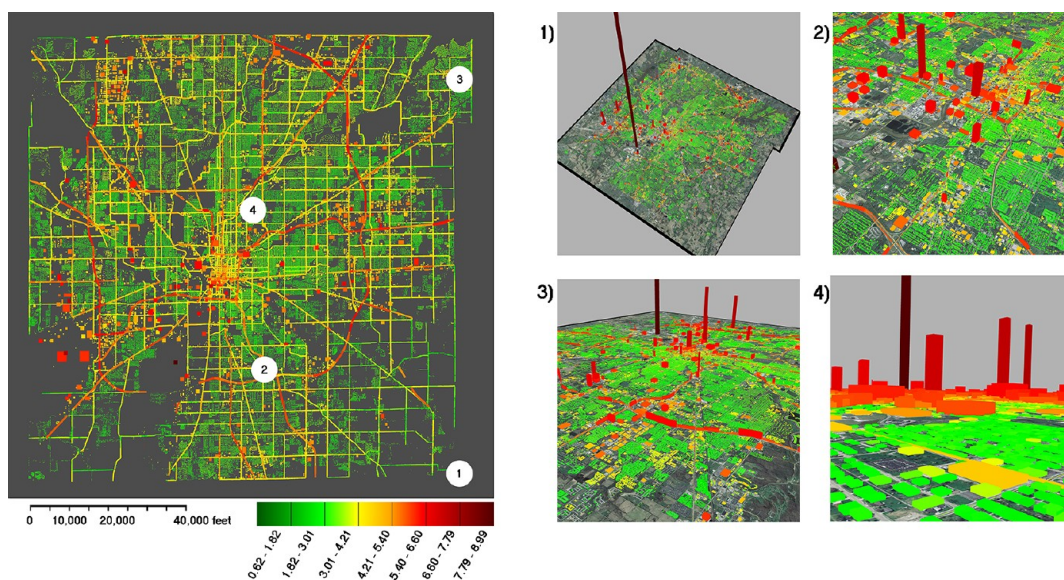 1)
2)
3
4
2
1
3)
4)
0 10,000 20,000 40,000 feet
0.62 - 1.82
1.82 - 3.01
3.01 - 4.21
4.21 - 5.40
5.40 - 6.60
6.60 - 7.79
7.79 - 8.99